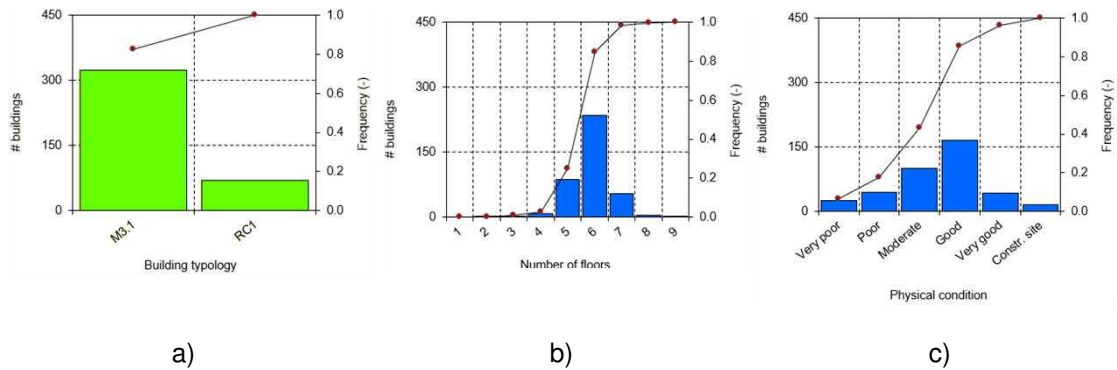 450
300
150
0
# buildings
1.0
0.8
0.6
0.4
0.2
0.0
Frequency (-)
M3.1
RC1
Building typology
450
300
150
0
# buildings
1.0
0.8
0.6
0.4
0.2
0.0
Frequency (-)
1 2 3 4 5 6 7 8 9
Number of floors
450
300
150
0
# buildings
1.0
0.8
0.6
0.4
0.2
0.0
Frequency (-)
Very poor
Poor
Moderate
Good
Very good
Constr. site
Physical condition
a) b) c)